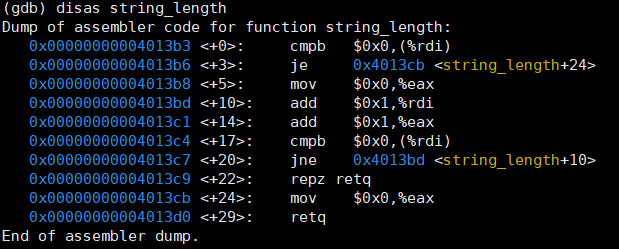 (gdb) disas string_length
Dump of assembler code for function string_length:
   0x00000000004013b3 <+0>:     cmpb   $0x0,(%rdi)
   0x00000000004013b6 <+3>:     je     0x4013cb <string_length+24>
   0x00000000004013b8 <+5>:     mov    $0x0,%eax
   0x00000000004013bd <+10>:    add    $0x1,%rdi
   0x00000000004013c1 <+14>:    add    $0x1,%eax
   0x00000000004013c4 <+17>:    cmpb   $0x0,(%rdi)
   0x00000000004013c7 <+20>:    jne    0x4013bd <string_length+10>
   0x00000000004013c9 <+22>:    repz retq
   0x00000000004013cb <+24>:    mov    $0x0,%eax
   0x00000000004013d0 <+29>:    retq
End of assembler dump.